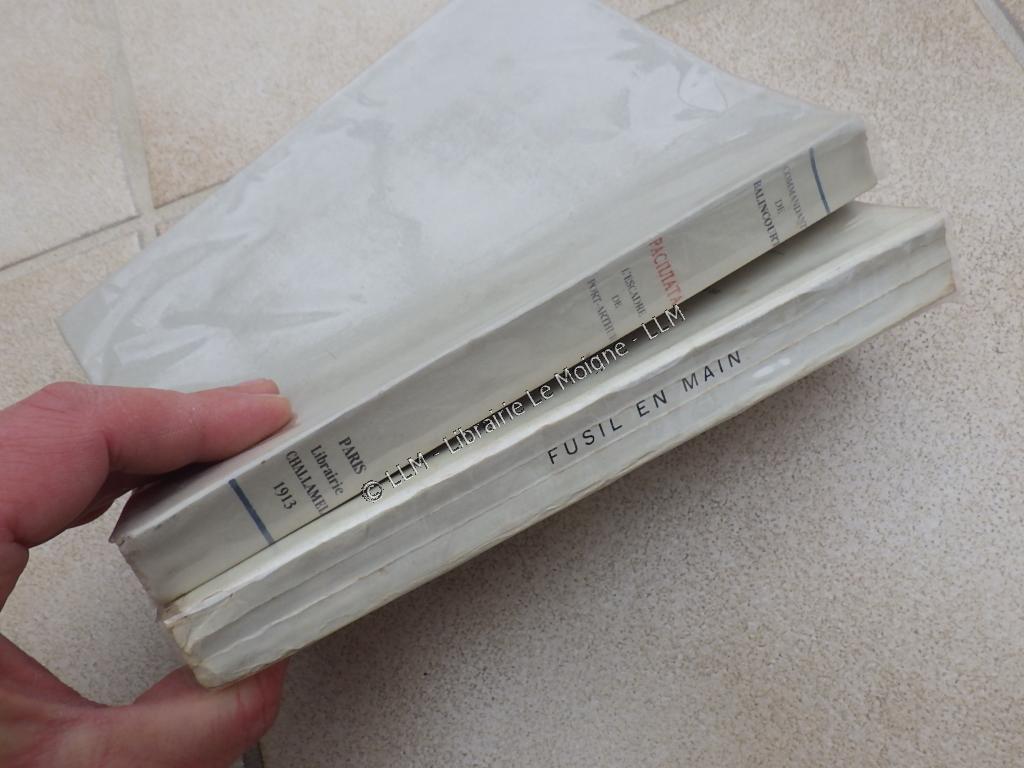 COMMANDANT
DE
BALINCOURT
L'ESCADRE
DE
PORT-ARTHUR
PARIS
Librairie
CHALLAMEL
1913
FUSIL EN MAIN
© LLM - Librairie Le Moigne - LLM